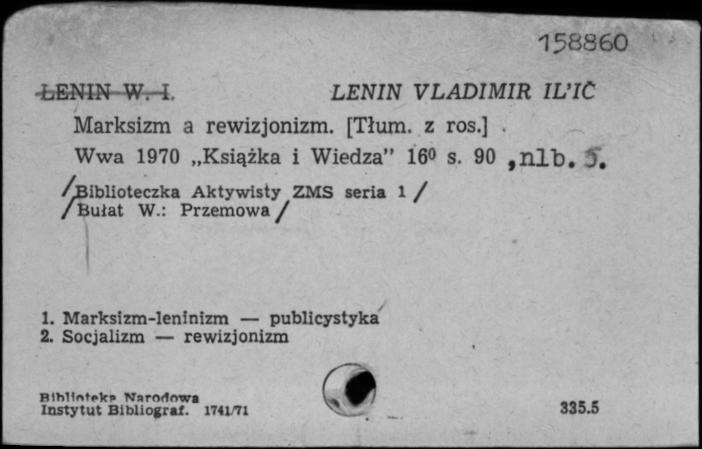 158860
LENIN W. I. LENIN VLADIMIR IL'IČ
Marksizm a rewizjonizm. [Tłum. z ros.]
Wwa 1970 „Książka i Wiedza” 16⁰ s. 90 , nlb. 5.
/Biblioteczka Aktywisty ZMS seria 1/
/Bułat W.: Przemowa/
1. Marksizm-leninizm — publicystyka
2. Socjalizm — rewizjonizm
Biblioteka Narodowa
Instytut Bibliograf. 1741/71 335.5